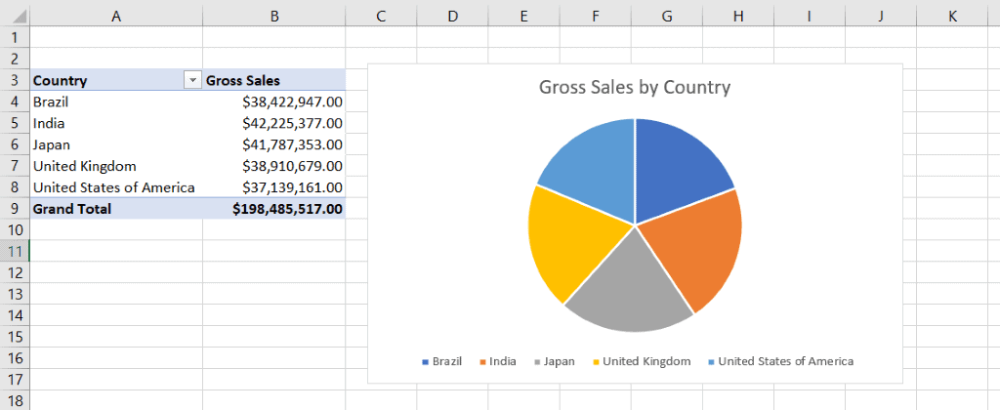 A B C D E F G H I J K
1
2
3 Country Gross Sales
4 Brazil $38,422,947.00
5 India $42,225,377.00
6 Japan $41,787,353.00
7 United Kingdom $38,910,679.00
8 United States of America $37,139,161.00
9 Grand Total $198,485,517.00
10
11
12
13
14
15
16
17
18
Gross Sales by Country
Brazil India Japan United Kingdom United States of America